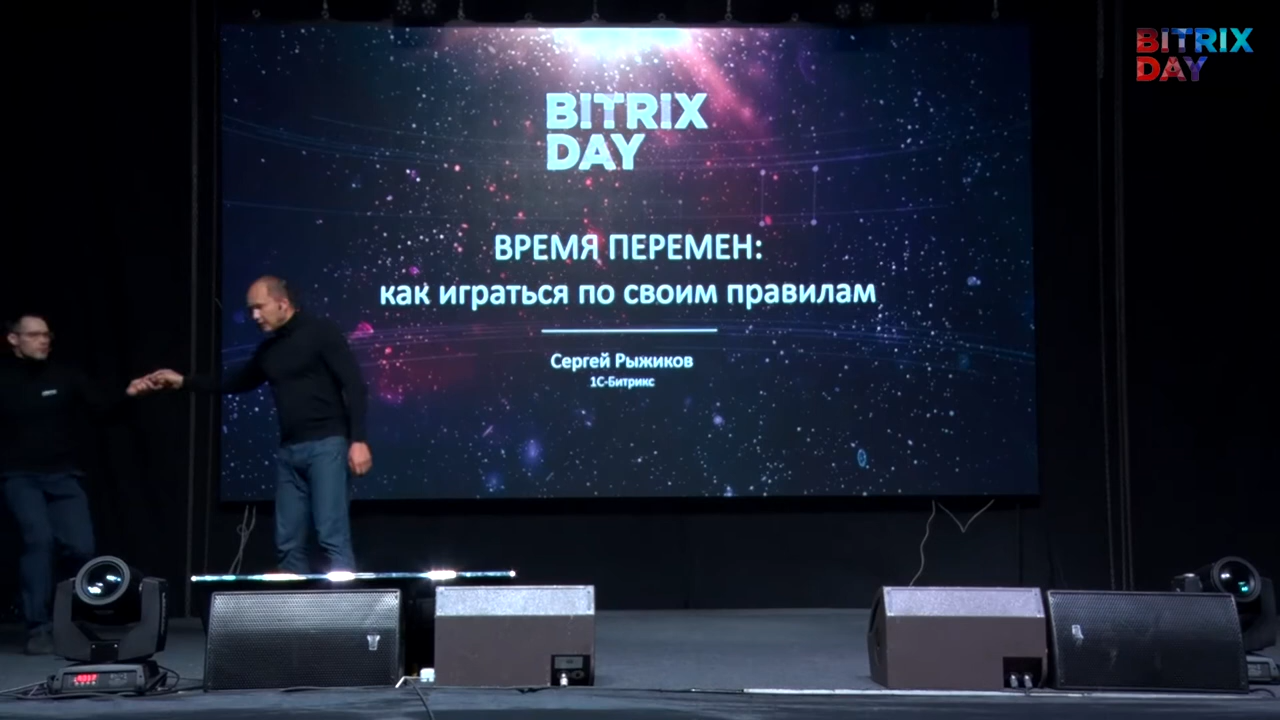 BITRIX
DAY
BITRIX
DAY
ВРЕМЯ ПЕРЕМЕН:
как играться по своим правилам
Сергей Рыжиков
1С-Битрикс